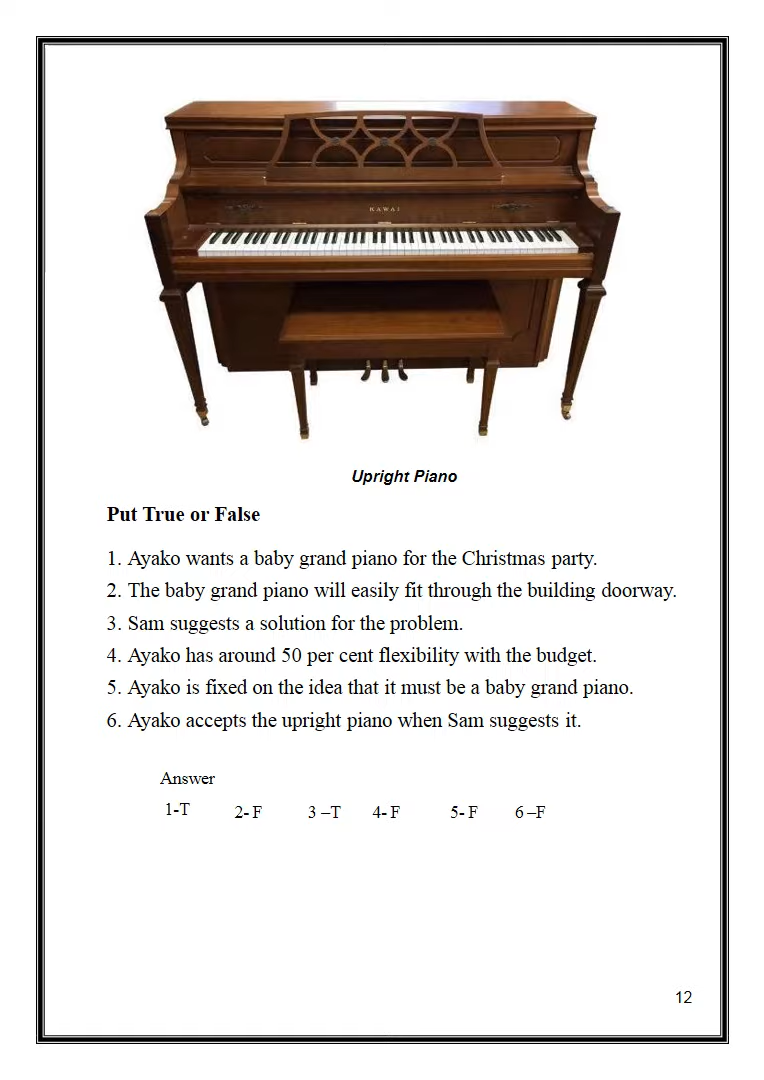 KAWAI
Upright Piano
Put True or False
1. Ayako wants a baby grand piano for the Christmas party.
2. The baby grand piano will easily fit through the building doorway.
3. Sam suggests a solution for the problem.
4. Ayako has around 50 per cent flexibility with the budget.
5. Ayako is fixed on the idea that it must be a baby grand piano.
6. Ayako accepts the upright piano when Sam suggests it.
Answer
1-T 2- F 3 –T 4- F 5- F 6 –F
12